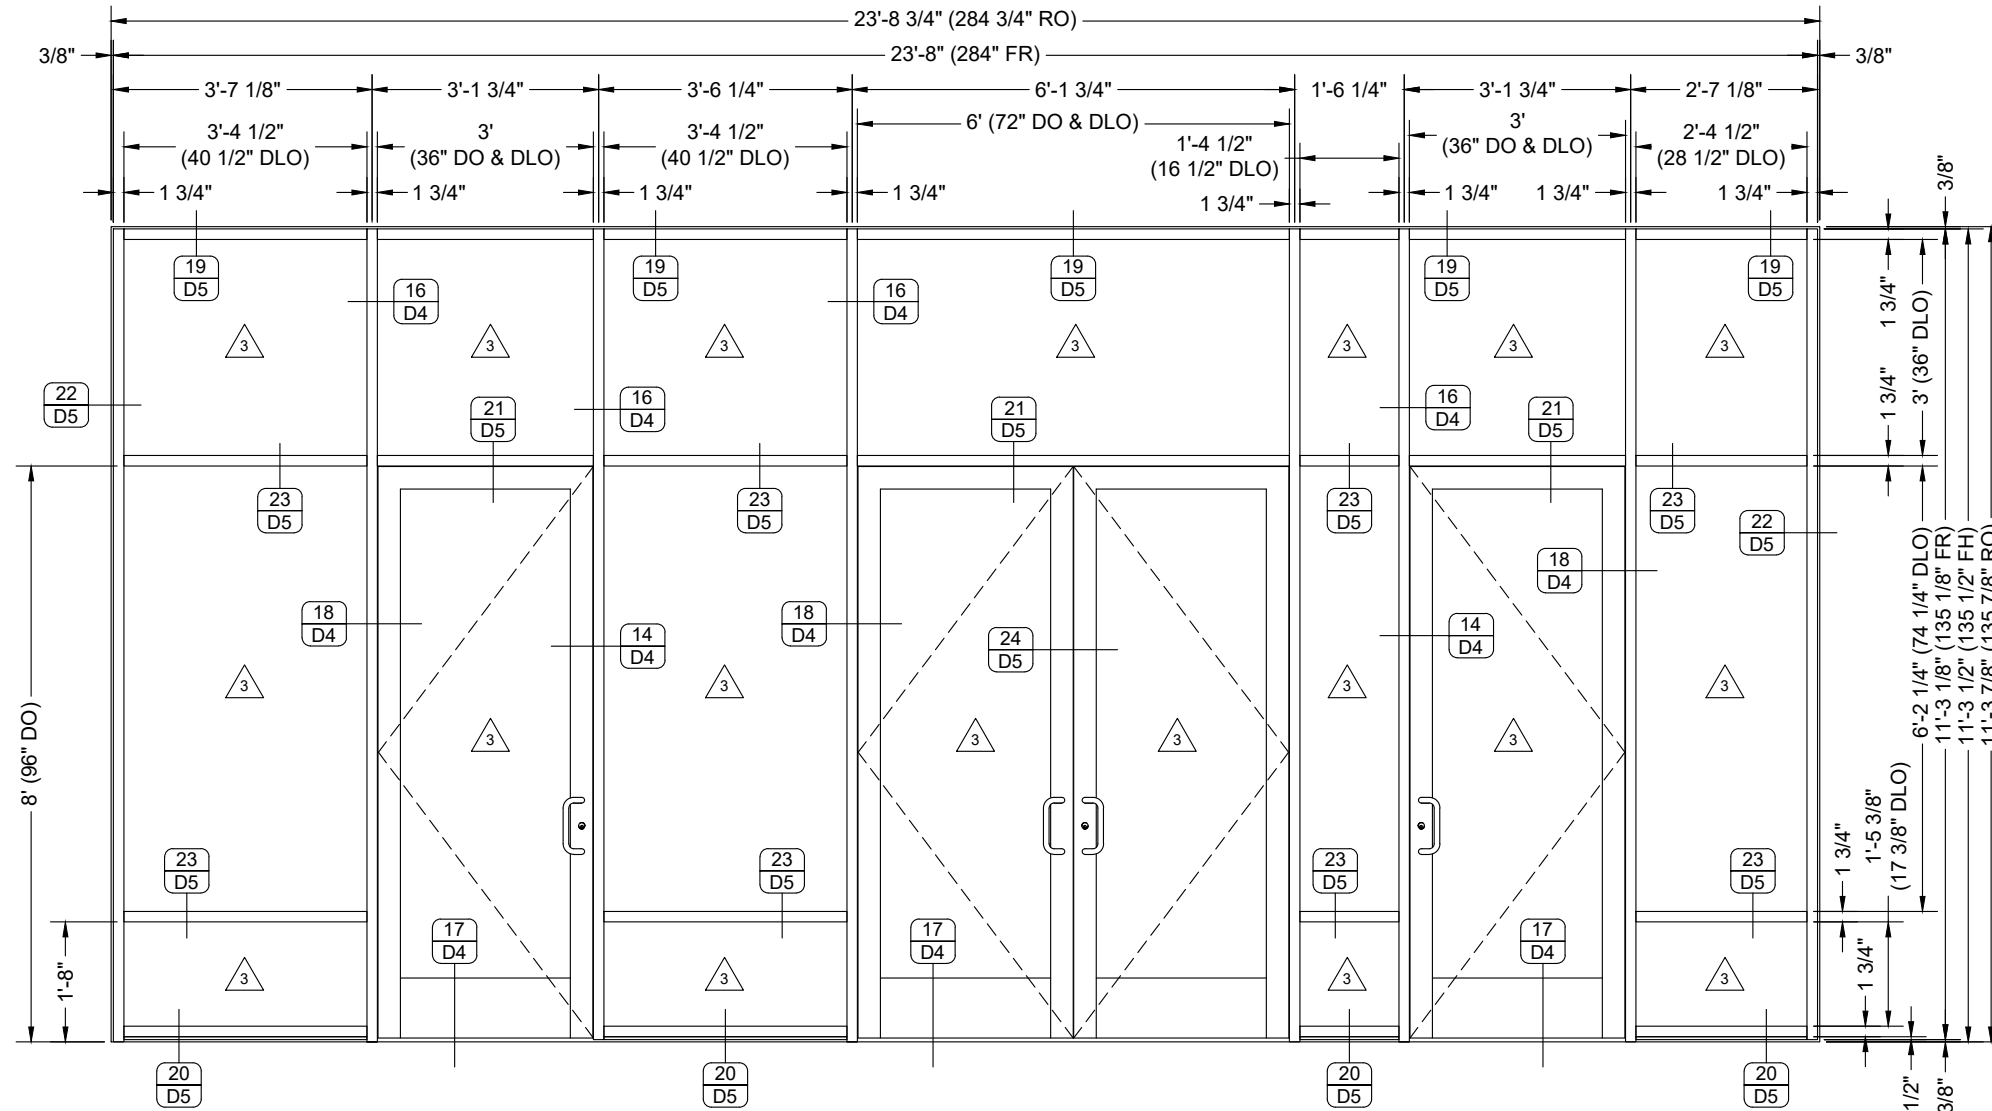 23'-8 3/4" (284 3/4" RO)
3/8"
23'-8" (284" FR)
3/8"
3'-7 1/8"
3'-1 3/4"
3'-6 1/4"
6'-1 3/4"
1'-6 1/4"
3'-1 3/4"
2'-7 1/8"
3'-4 1/2"
(40 1/2" DLO)
3'
(36" DO & DLO)
3'-4 1/2"
(40 1/2" DLO)
6' (72" DO & DLO)
1'-4 1/2"
(16 1/2" DLO)
3'
(36" DO & DLO)
2'-4 1/2"
(28 1/2" DLO)
1 3/4"
1 3/4"
1 3/4"
1 3/4"
1 3/4"
1 3/4"
1 3/4"
1 3/4"
3/8"
19
D5
19
D5
19
D5
19
D5
19
D5
16
D4
16
D4
3
3
3
3
3
3
3
1 3/4"
3' (36" DLO)
22
D5
16
D4
16
D4
21
D5
21
D5
21
D5
1 3/4"
23
D5
23
D5
23
D5
23
D5
22
D5
18
D4
18
D4
18
D4
14
D4
14
D4
24
D5
3
3
3
3
3
3
3
3
3
8' (96" DO)
6'-2 1/4" (74 1/4" DLO)
11'-3 1/8" (135 1/8" FR)
11'-3 1/2" (135 1/2" FH)
11'-3 7/8" (135 7/8" RO)
23
D5
23
D5
23
D5
23
D5
1 3/4"
1'-5 3/8"
(17 3/8" DLO)
17
D4
17
D4
17
D4
1'-8"
3
3
3
3
1 3/4"
20
D5
20
D5
20
D5
20
D5
1/2"
3/8"